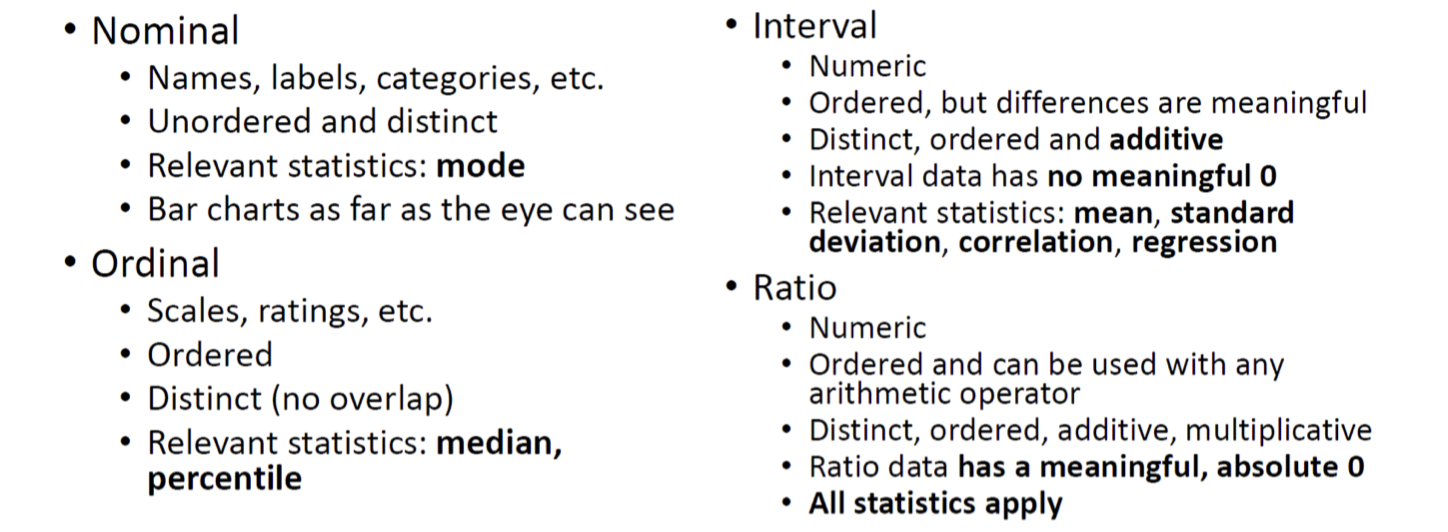 • Nominal
• Names, labels, categories, etc.
• Unordered and distinct
• Relevant statistics: mode
• Bar charts as far as the eye can see
• Ordinal
• Scales, ratings, etc.
• Ordered
• Distinct (no overlap)
• Relevant statistics: median,
percentile
• Interval
• Numeric
• Ordered, but differences are meaningful
• Distinct, ordered and additive
• Interval data has no meaningful 0
• Relevant statistics: mean, standard
deviation, correlation, regression
• Ratio
• Numeric
• Ordered and can be used with any
arithmetic operator
• Distinct, ordered, additive, multiplicative
• Ratio data has a meaningful, absolute 0
• All statistics apply